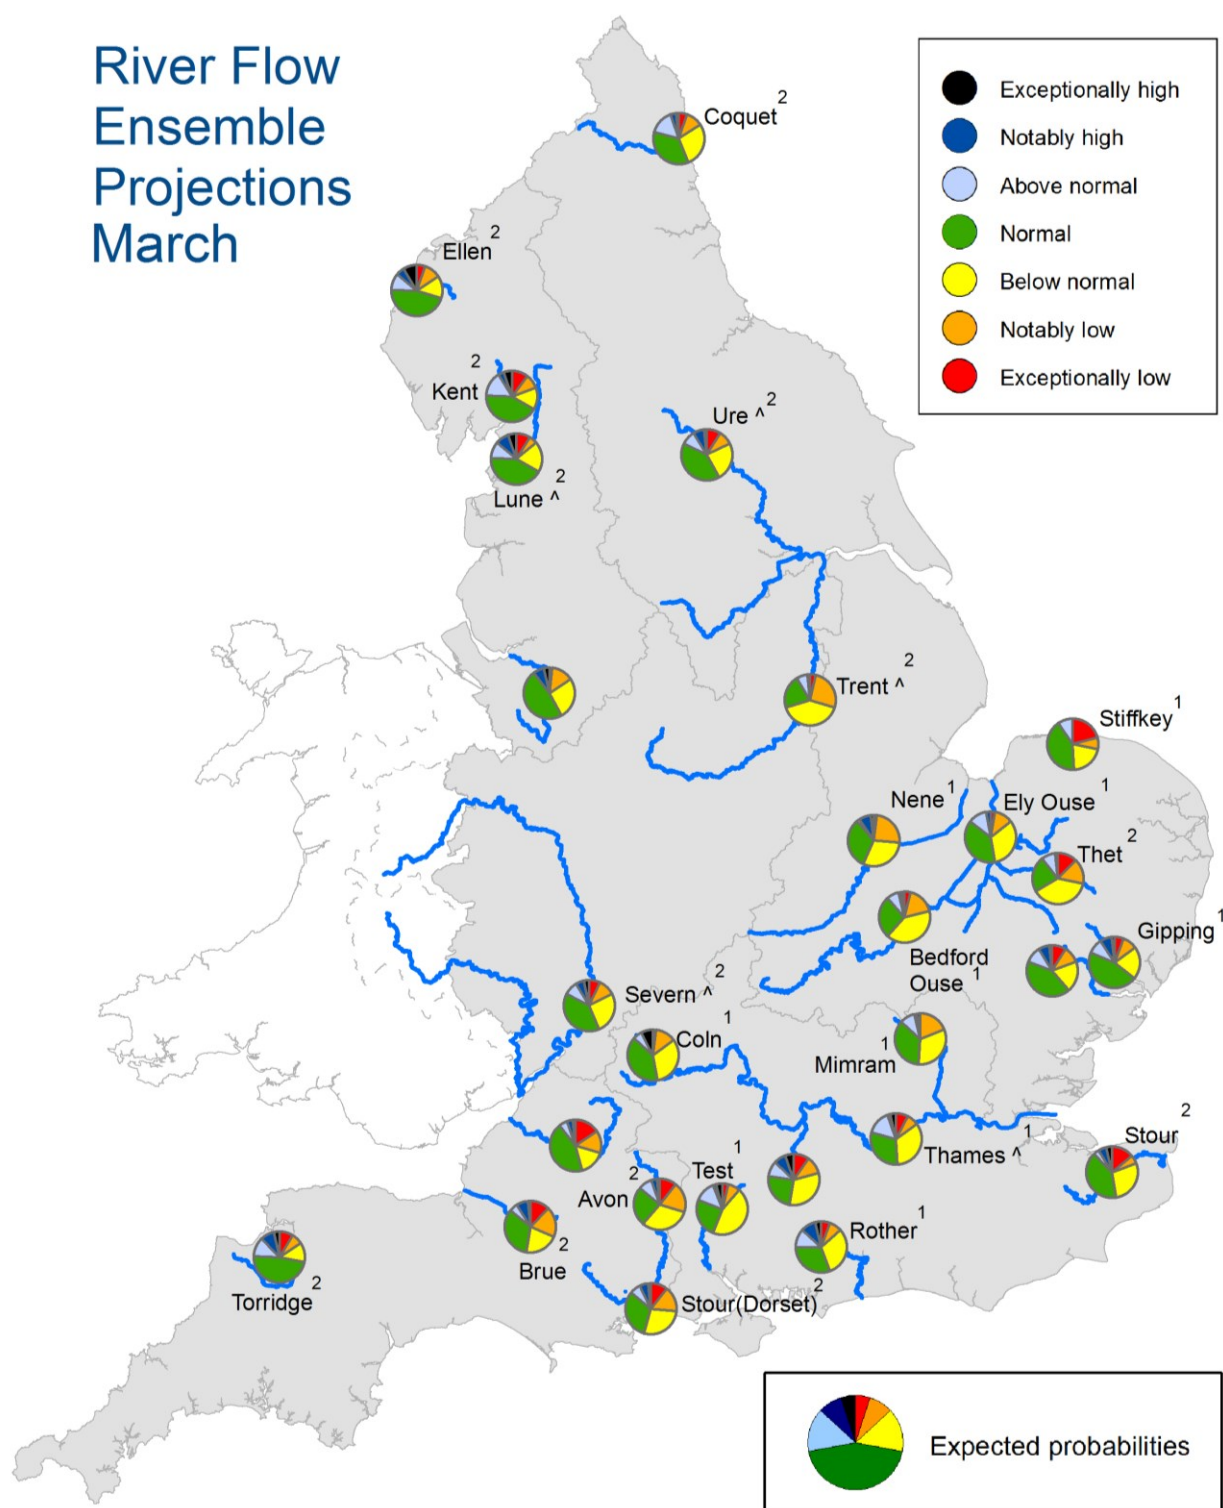 River Flow
Ensemble
Projections
March
Exceptionally high
Notably high
Above normal
Normal
Below normal
Notably low
Exceptionally low
Coquet 2
Ellen 2
Kent 2
Ure ^ 2
Lune ^ 2
Trent ^ 2
Stiffkey 1
Nene 1
Ely Ouse 1
Thet 2
Gipping 1
Bedford
Ouse 1
Severn ^ 2
Coln 1
Mimram 1
Thames ^ 1
Stour 2
Test 1
Avon 2
Rother 1
Brue 2
Torridge 2
Stour(Dorset) 2
Expected probabilities